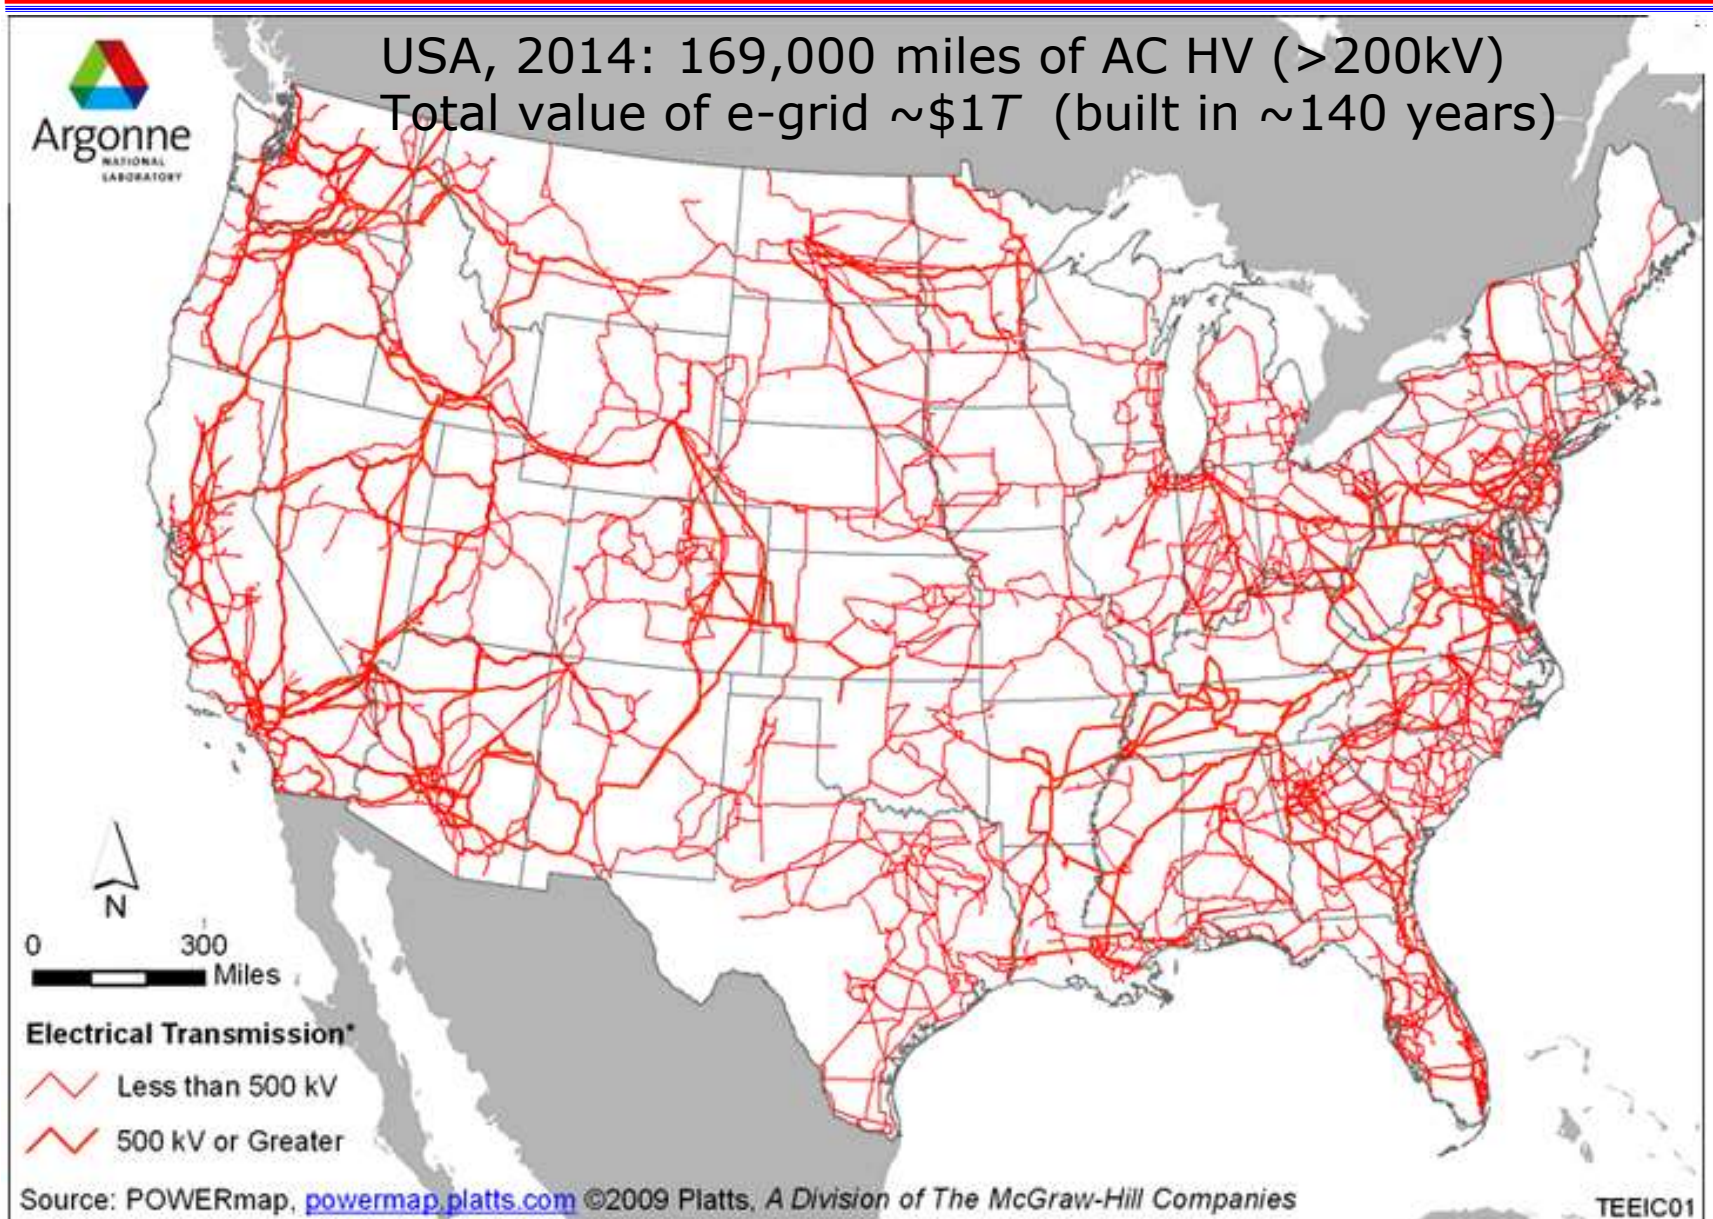 USA, 2014: 169,000 miles of AC HV (>200kV)
Total value of e-grid ~$1T (built in ~140 years)
Argonne
NATIONAL
LABORATORY
N
0 300
Miles
Electrical Transmission*
Less than 500 kV
500 kV or Greater
Source: POWERmap, powermap.platts.com ©2009 Platts, A Division of The McGraw-Hill Companies
TEEIC01